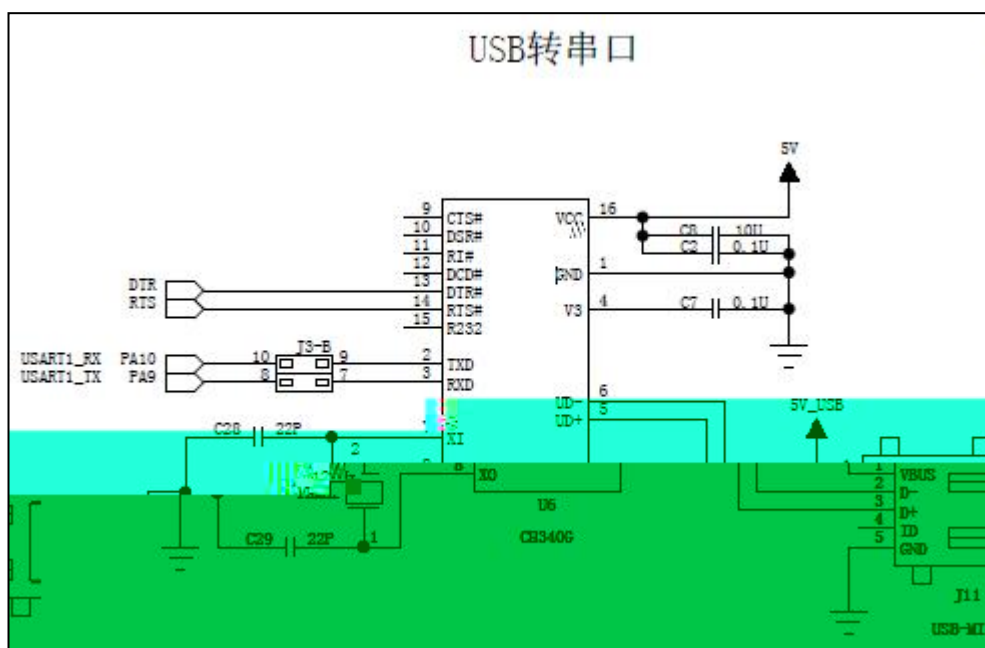 USB转串口
5V
9 CTS# VCC 16
10 DSR# C8 10U
11 RI# C2 0.1U
12 DCD# GND 1
DTR 13 DTR#
RTS 14 RTS# V3 4 C7 0.1U
15 R232
J3-B
USART1_RX PA10 10 9 2 TXD
USART1_TX PA9 8 7 3 RXD
UD- 6
UD+ 5 5V_USB
C28 22P XI
2
8 XO 1 VBUS
2 D-
U6 3 D+
4 ID
C29 22P 1 CH340G 5 GND
J11